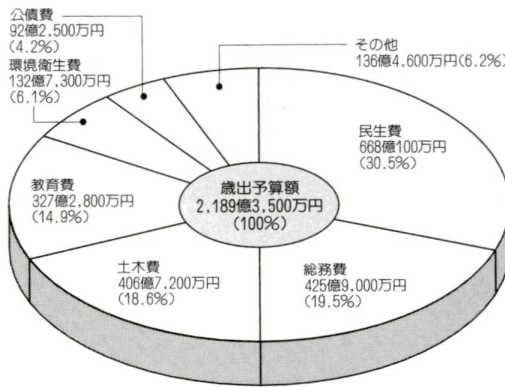 公債費
92億2,500万円
(4.2%)
環境衛生費
132億7,300万円
(6.1%)
その他
136億4,600万円(6.2%)
民生費
668億100万円
(30.5%)
教育費
327億2,800万円
(14.9%)
歳出予算額
2,189億3,500万円
(100%)
土木費
406億7,200万円
(18.6%)
総務費
425億9,000万円
(19.5%)